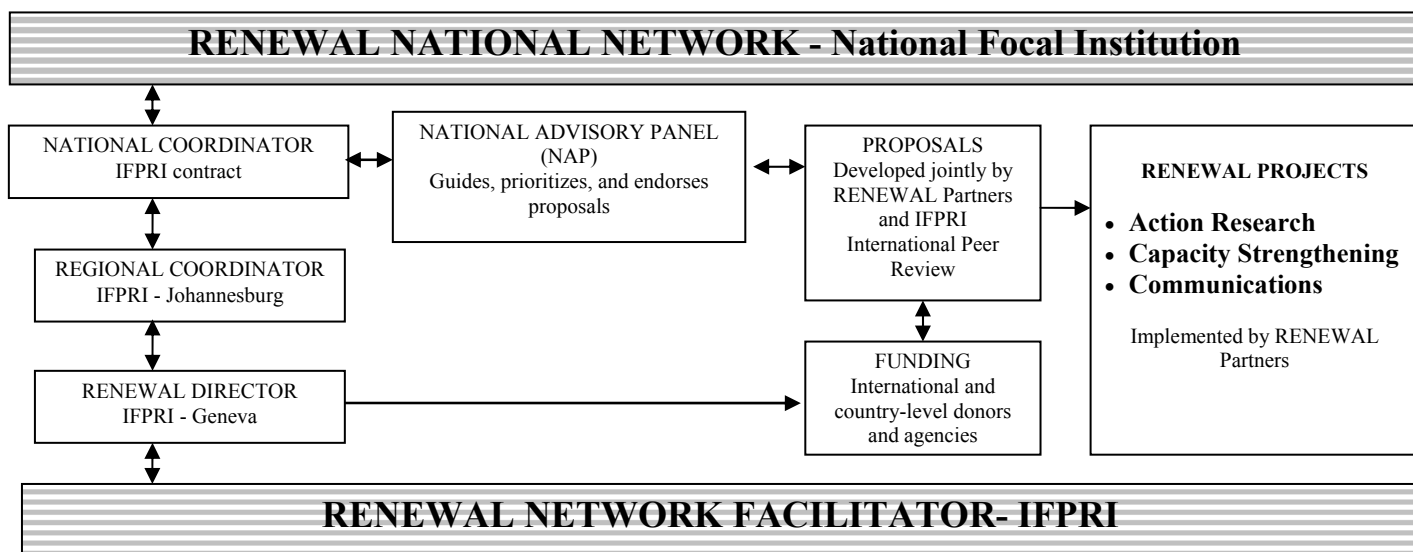 RENEWAL NATIONAL NETWORK - National Focal Institution
NATIONAL COORDINATOR
IFPRI contract
NATIONAL ADVISORY PANEL
(NAP)
Guides, prioritizes, and endorses
proposals
PROPOSALS
Developed jointly by
RENEWAL Partners
and IFPRI
International Peer
Review
RENEWAL PROJECTS
• Action Research
• Capacity Strengthening
• Communications
Implemented by RENEWAL
Partners
REGIONAL COORDINATOR
IFPRI - Johannesburg
RENEWAL DIRECTOR
IFPRI - Geneva
FUNDING
International and
country-level donors
and agencies
RENEWAL NETWORK FACILITATOR- IFPRI